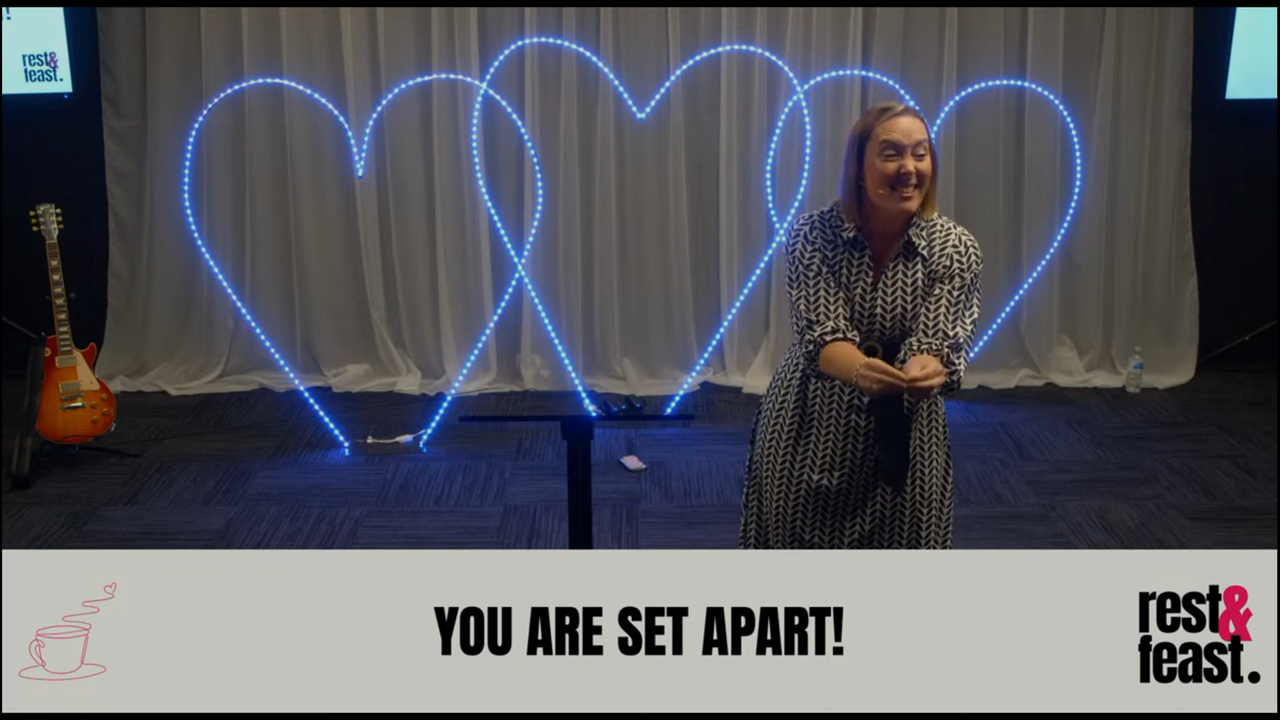 !
rest&
feast.
YOU ARE SET APART!
rest&
feast.